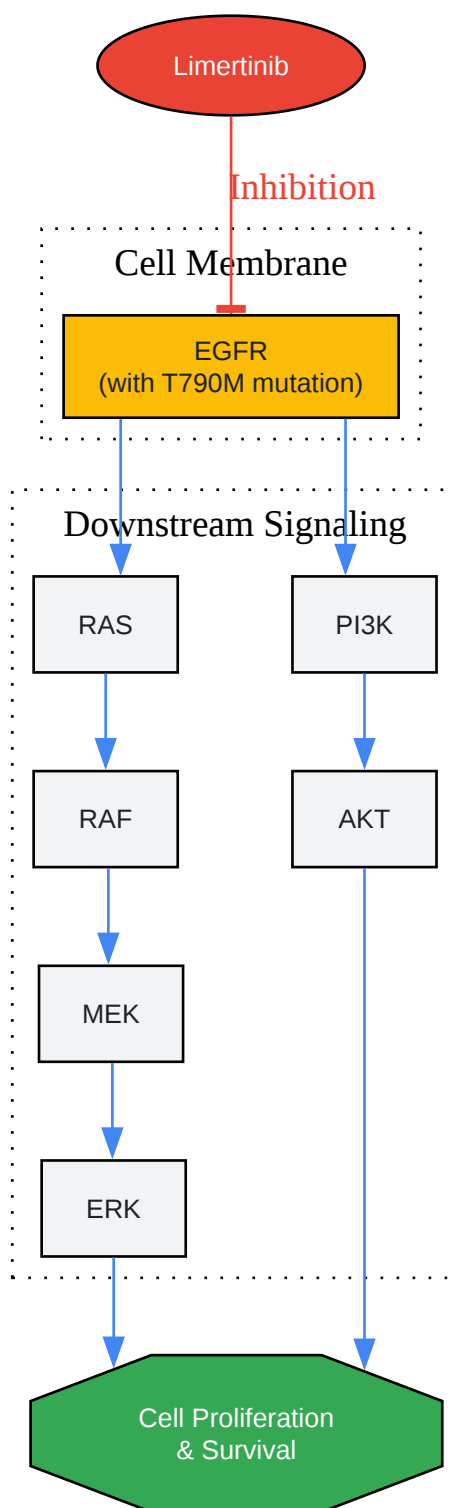 Limertinib
Inhibition
Cell Membrane
EGFR
(with T790M mutation)
Downstream Signaling
RAS
PI3K
RAF
AKT
MEK
ERK
Cell Proliferation
& Survival